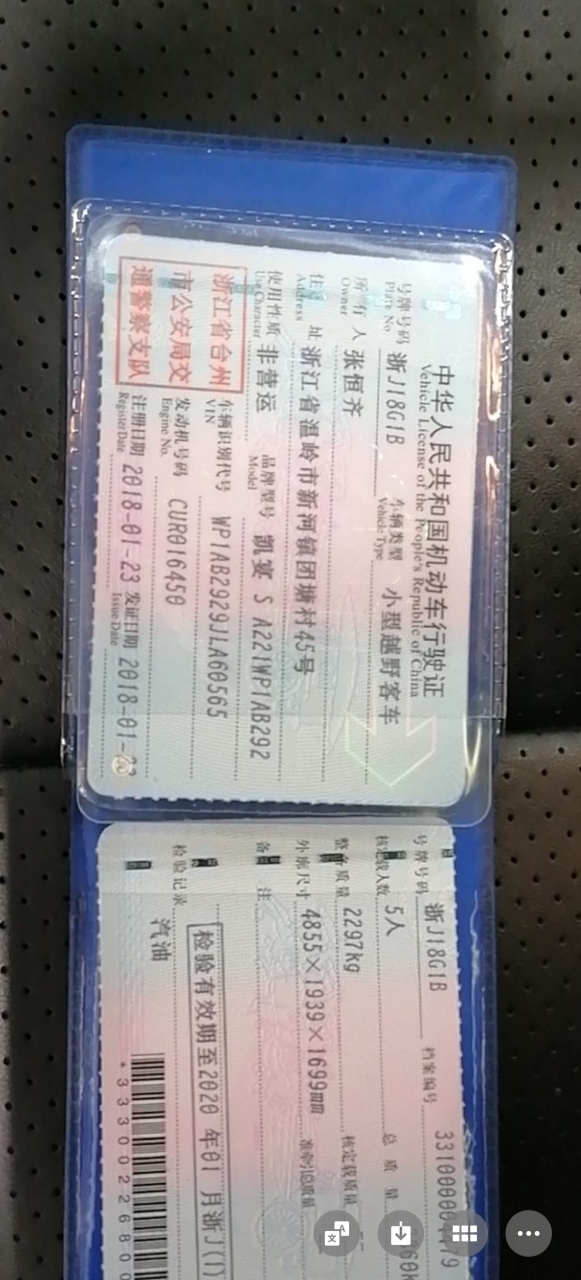 中华人民共和国机动车行驶证
Vehicle License of the People's Republic of China
号牌号码 浙J18G1B 车辆类型 小型越野客车
Plate No. Vehicle Type
所有人 张恒齐
Owner
住址 浙江省温岭市新河镇团塘村45号
Address
使用性质 非营运 品牌型号 凯宴 S A221WP1AB292
Use Character Model
浙江省台州
市公安局交
通警察支队
车辆识别代号 WP1AB2929JLA60565
VIN
发动机号码 CUR016450
Engine No.
注册日期 2018-01-23 发证日期 2018-01-23
Register Date Issue Date
号牌号码 浙J18G1B 档案编号
核定载人数 5人 总质量
整备质量 2297kg 核定载质量
外廓尺寸 4855×1939×1699mm 准牵引总质量
备注
检验有效期至2020年01月浙J(1)
检验记录
汽油
*3330022680